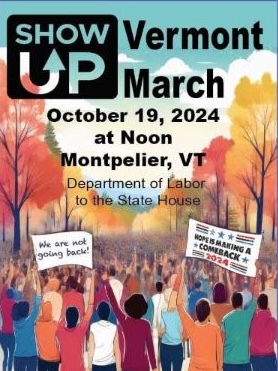 SHOW
UP
Vermont
March
October 19, 2024
at Noon
Montpelier, VT
Department of Labor
to the State House
We are not
going back!
HOPE IS MAKING A
COMEBACK
2024